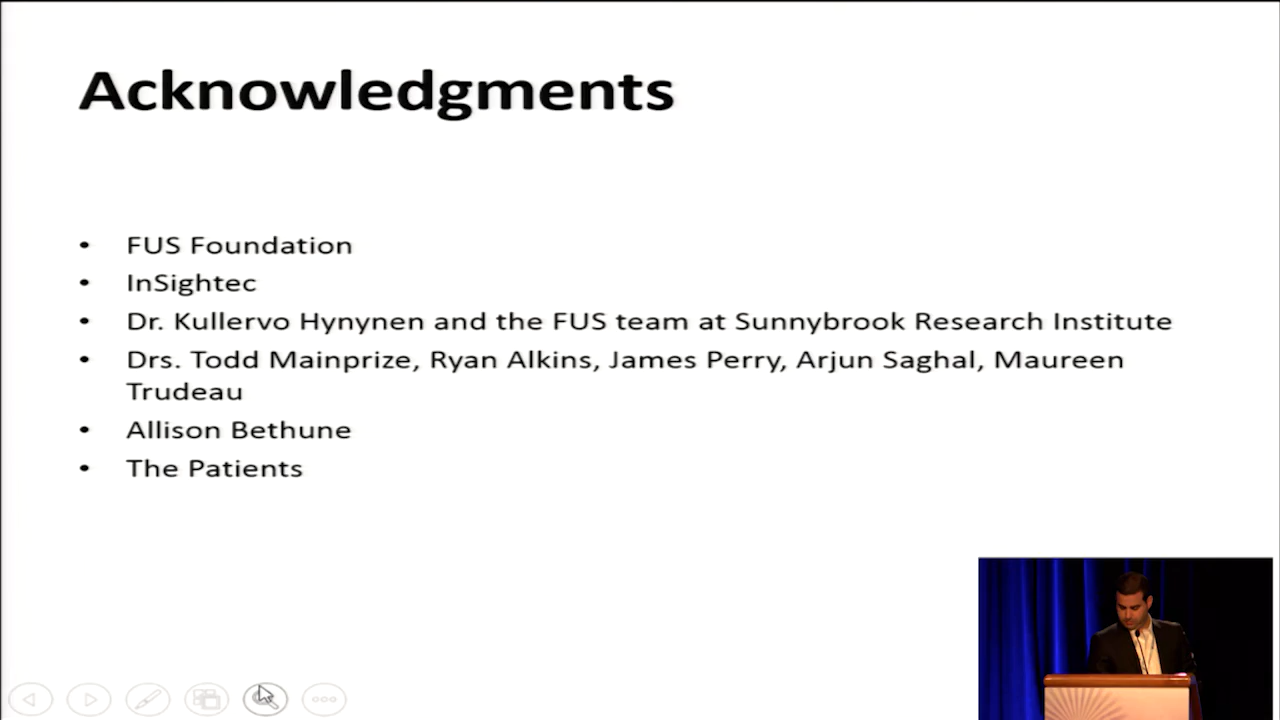 Acknowledgments
• FUS Foundation
• InSightec
• Dr. Kullervo Hynynen and the FUS team at Sunnybrook Research Institute
• Drs. Todd Mainprize, Ryan Alkins, James Perry, Arjun Saghal, Maureen
Trudeau
• Allison Bethune
• The Patients